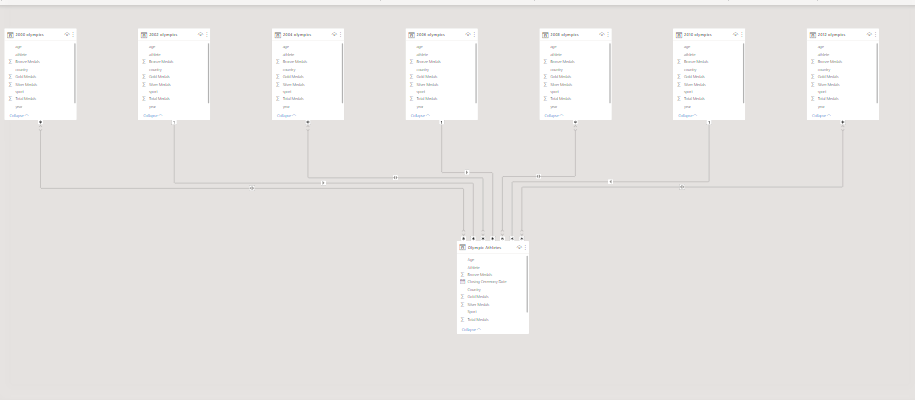 2000 olympics
age
athlete
Bronze Medals
country
Gold Medals
Silver Medals
sport
Total Medals
year
Collapse
2002 olympics
age
athlete
Bronze Medals
country
Gold Medals
Silver Medals
sport
Total Medals
year
Collapse
2004 olympics
age
athlete
Bronze Medals
country
Gold Medals
Silver Medals
sport
Total Medals
year
Collapse
2006 olympics
age
athlete
Bronze Medals
country
Gold Medals
Silver Medals
sport
Total Medals
year
Collapse
2008 olympics
age
athlete
Bronze Medals
country
Gold Medals
Silver Medals
sport
Total Medals
year
Collapse
2010 olympics
age
athlete
Bronze Medals
country
Gold Medals
Silver Medals
sport
Total Medals
year
Collapse
2012 olympics
age
athlete
Bronze Medals
country
Gold Medals
Silver Medals
sport
Total Medals
year
Collapse
Olympic Athletes
Age
Athlete
Bronze Medals
Closing Ceremony Date
Country
Gold Medals
Silver Medals
Sport
Total Medals
Collapse